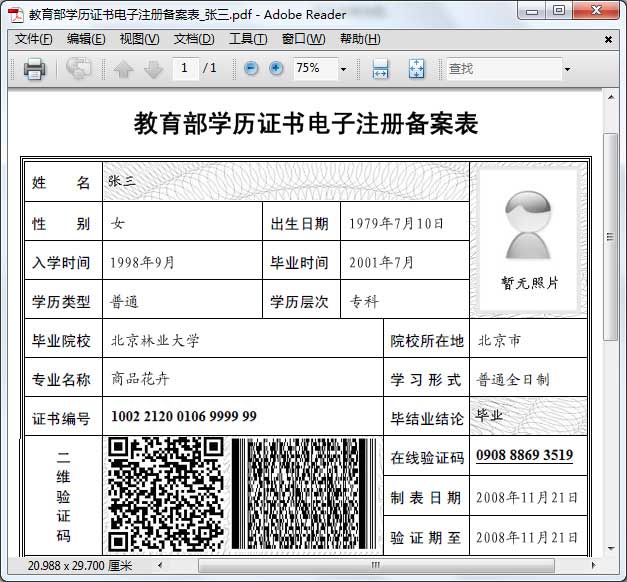 教育部学历证书电子注册备案表_张三.pdf - Adobe Reader
文件(F) 编辑(E) 视图(V) 文档(D) 工具(T) 窗口(W) 帮助(H)
1 / 1 75% 查找
教育部学历证书电子注册备案表
姓 名 张三
性 别 女 出生日期 1979年7月10日
暂无照片
入学时间 1998年9月 毕业时间 2001年7月
学历类型 普通 学历层次 专科
毕业院校 北京林业大学 院校所在地 北京市
专业名称 商品花卉 学习形式 普通全日制
证书编号 1002 2120 0106 9999 99 毕结业结论 毕业
二维验证码 在线验证码 0908 8869 3519
制表日期 2008年11月21日
验证期至 2008年11月21日
20.988 x 29.700 厘米